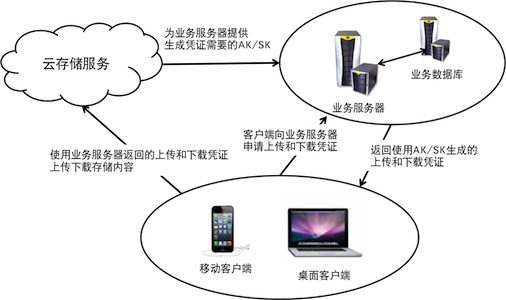 为业务服务器提供
生成凭证需要的AK/SK
云存储服务
业务数据库
业务服务器
客户端向业务服务器
申请上传和下载凭证
返回使用AK/SK生成的
上传和下载凭证
使用业务服务器返回的上传和下载凭证
上传下载存储内容
移动客户端
桌面客户端